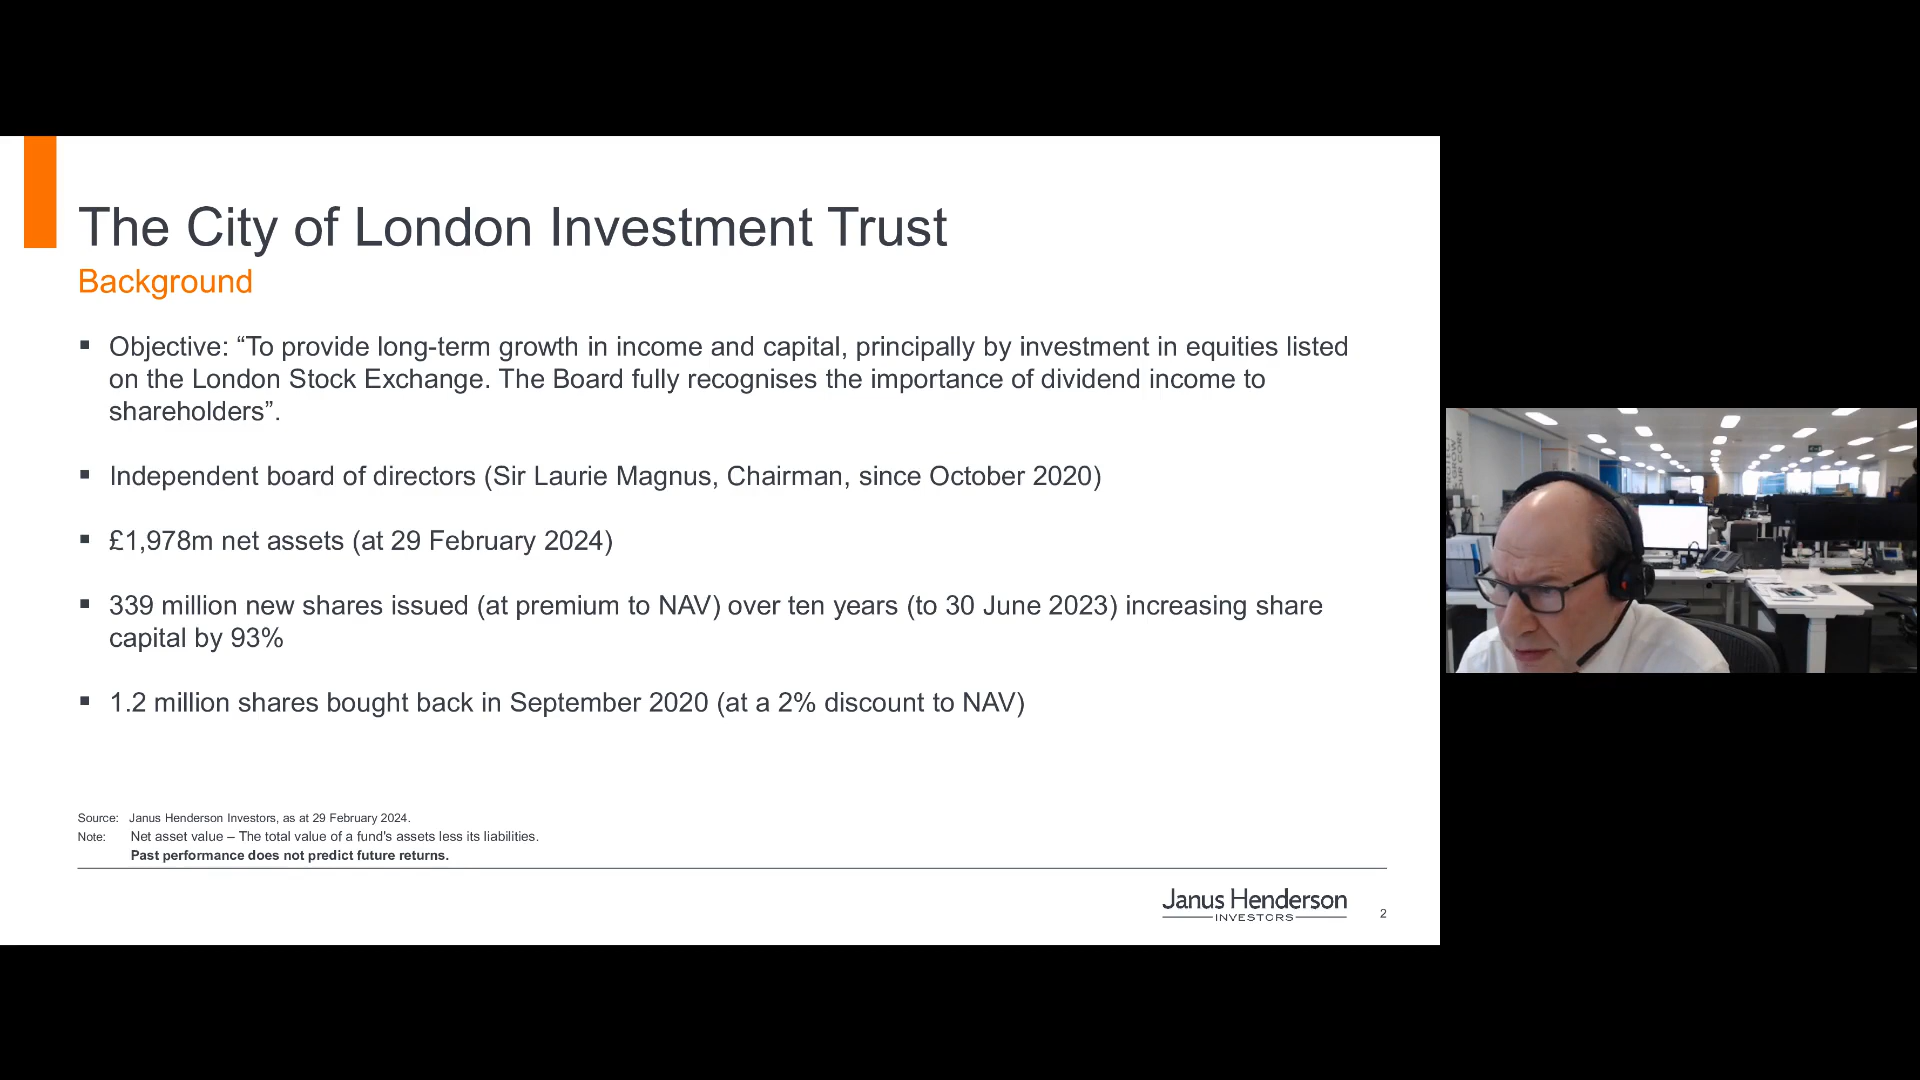 The City of London Investment Trust
Background
▪ Objective: “To provide long-term growth in income and capital, principally by investment in equities listed
on the London Stock Exchange. The Board fully recognises the importance of dividend income to
shareholders”.
▪ Independent board of directors (Sir Laurie Magnus, Chairman, since October 2020)
▪ £1,978m net assets (at 29 February 2024)
▪ 339 million new shares issued (at premium to NAV) over ten years (to 30 June 2023) increasing share
capital by 93%
▪ 1.2 million shares bought back in September 2020 (at a 2% discount to NAV)
Source: Janus Henderson Investors, as at 29 February 2024.
Note: Net asset value – The total value of a fund's assets less its liabilities.
Past performance does not predict future returns.
Janus Henderson
INVESTORS
2